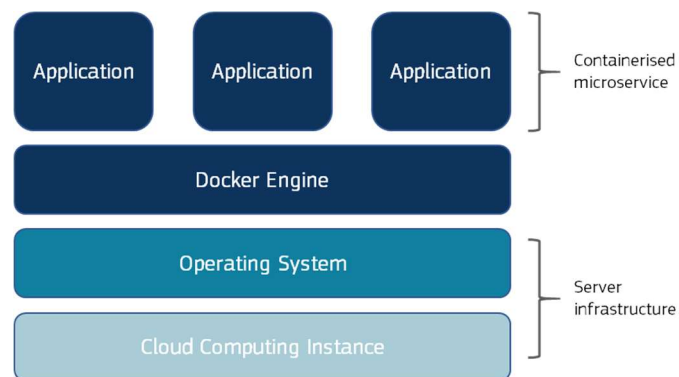 Application
Application
Application
Containerised
microservice
Docker Engine
Operating System
Server
infrastructure
Cloud Computing Instance